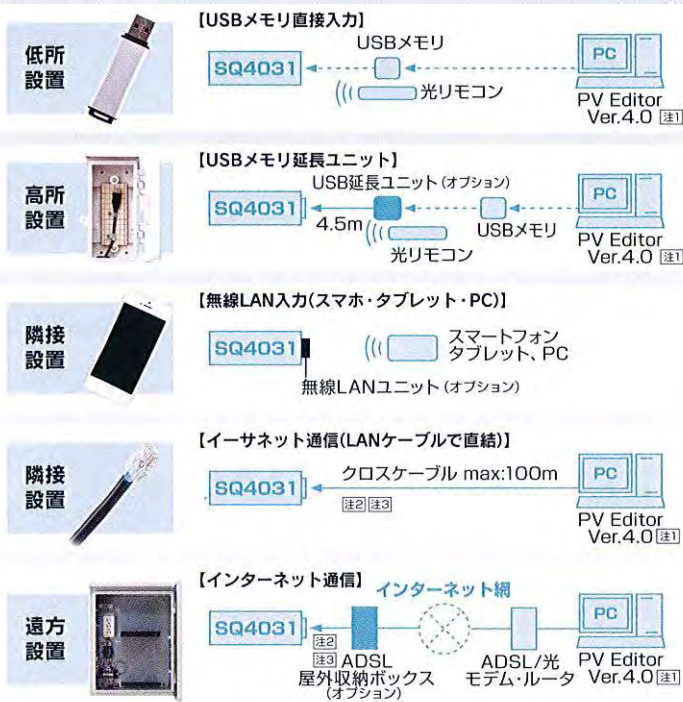 低所
設置
【USBメモリ直接入力】
SQ4031
USBメモリ
光リモコン
PC
PV Editor
Ver.4.0 注1
高所
設置
【USBメモリ延長ユニット】
SQ4031
4.5m
USB延長ユニット(オプション)
光リモコン
USBメモリ
PC
PV Editor
Ver.4.0 注1
隣接
設置
【無線LAN入力(スマホ・タブレット・PC)】
SQ4031
無線LANユニット(オプション)
スマートフォン
タブレット、PC
隣接
設置
【イーサネット通信(LANケーブルで直結)】
SQ4031
クロスケーブル max:100m
注2 注3
PC
PV Editor
Ver.4.0 注1
遠方
設置
【インターネット通信】
SQ4031
注2
注3 ADSL
屋外収納ボックス
(オプション)
インターネット網
ADSL/光
モデム・ルータ
PC
PV Editor
Ver.4.0 注1